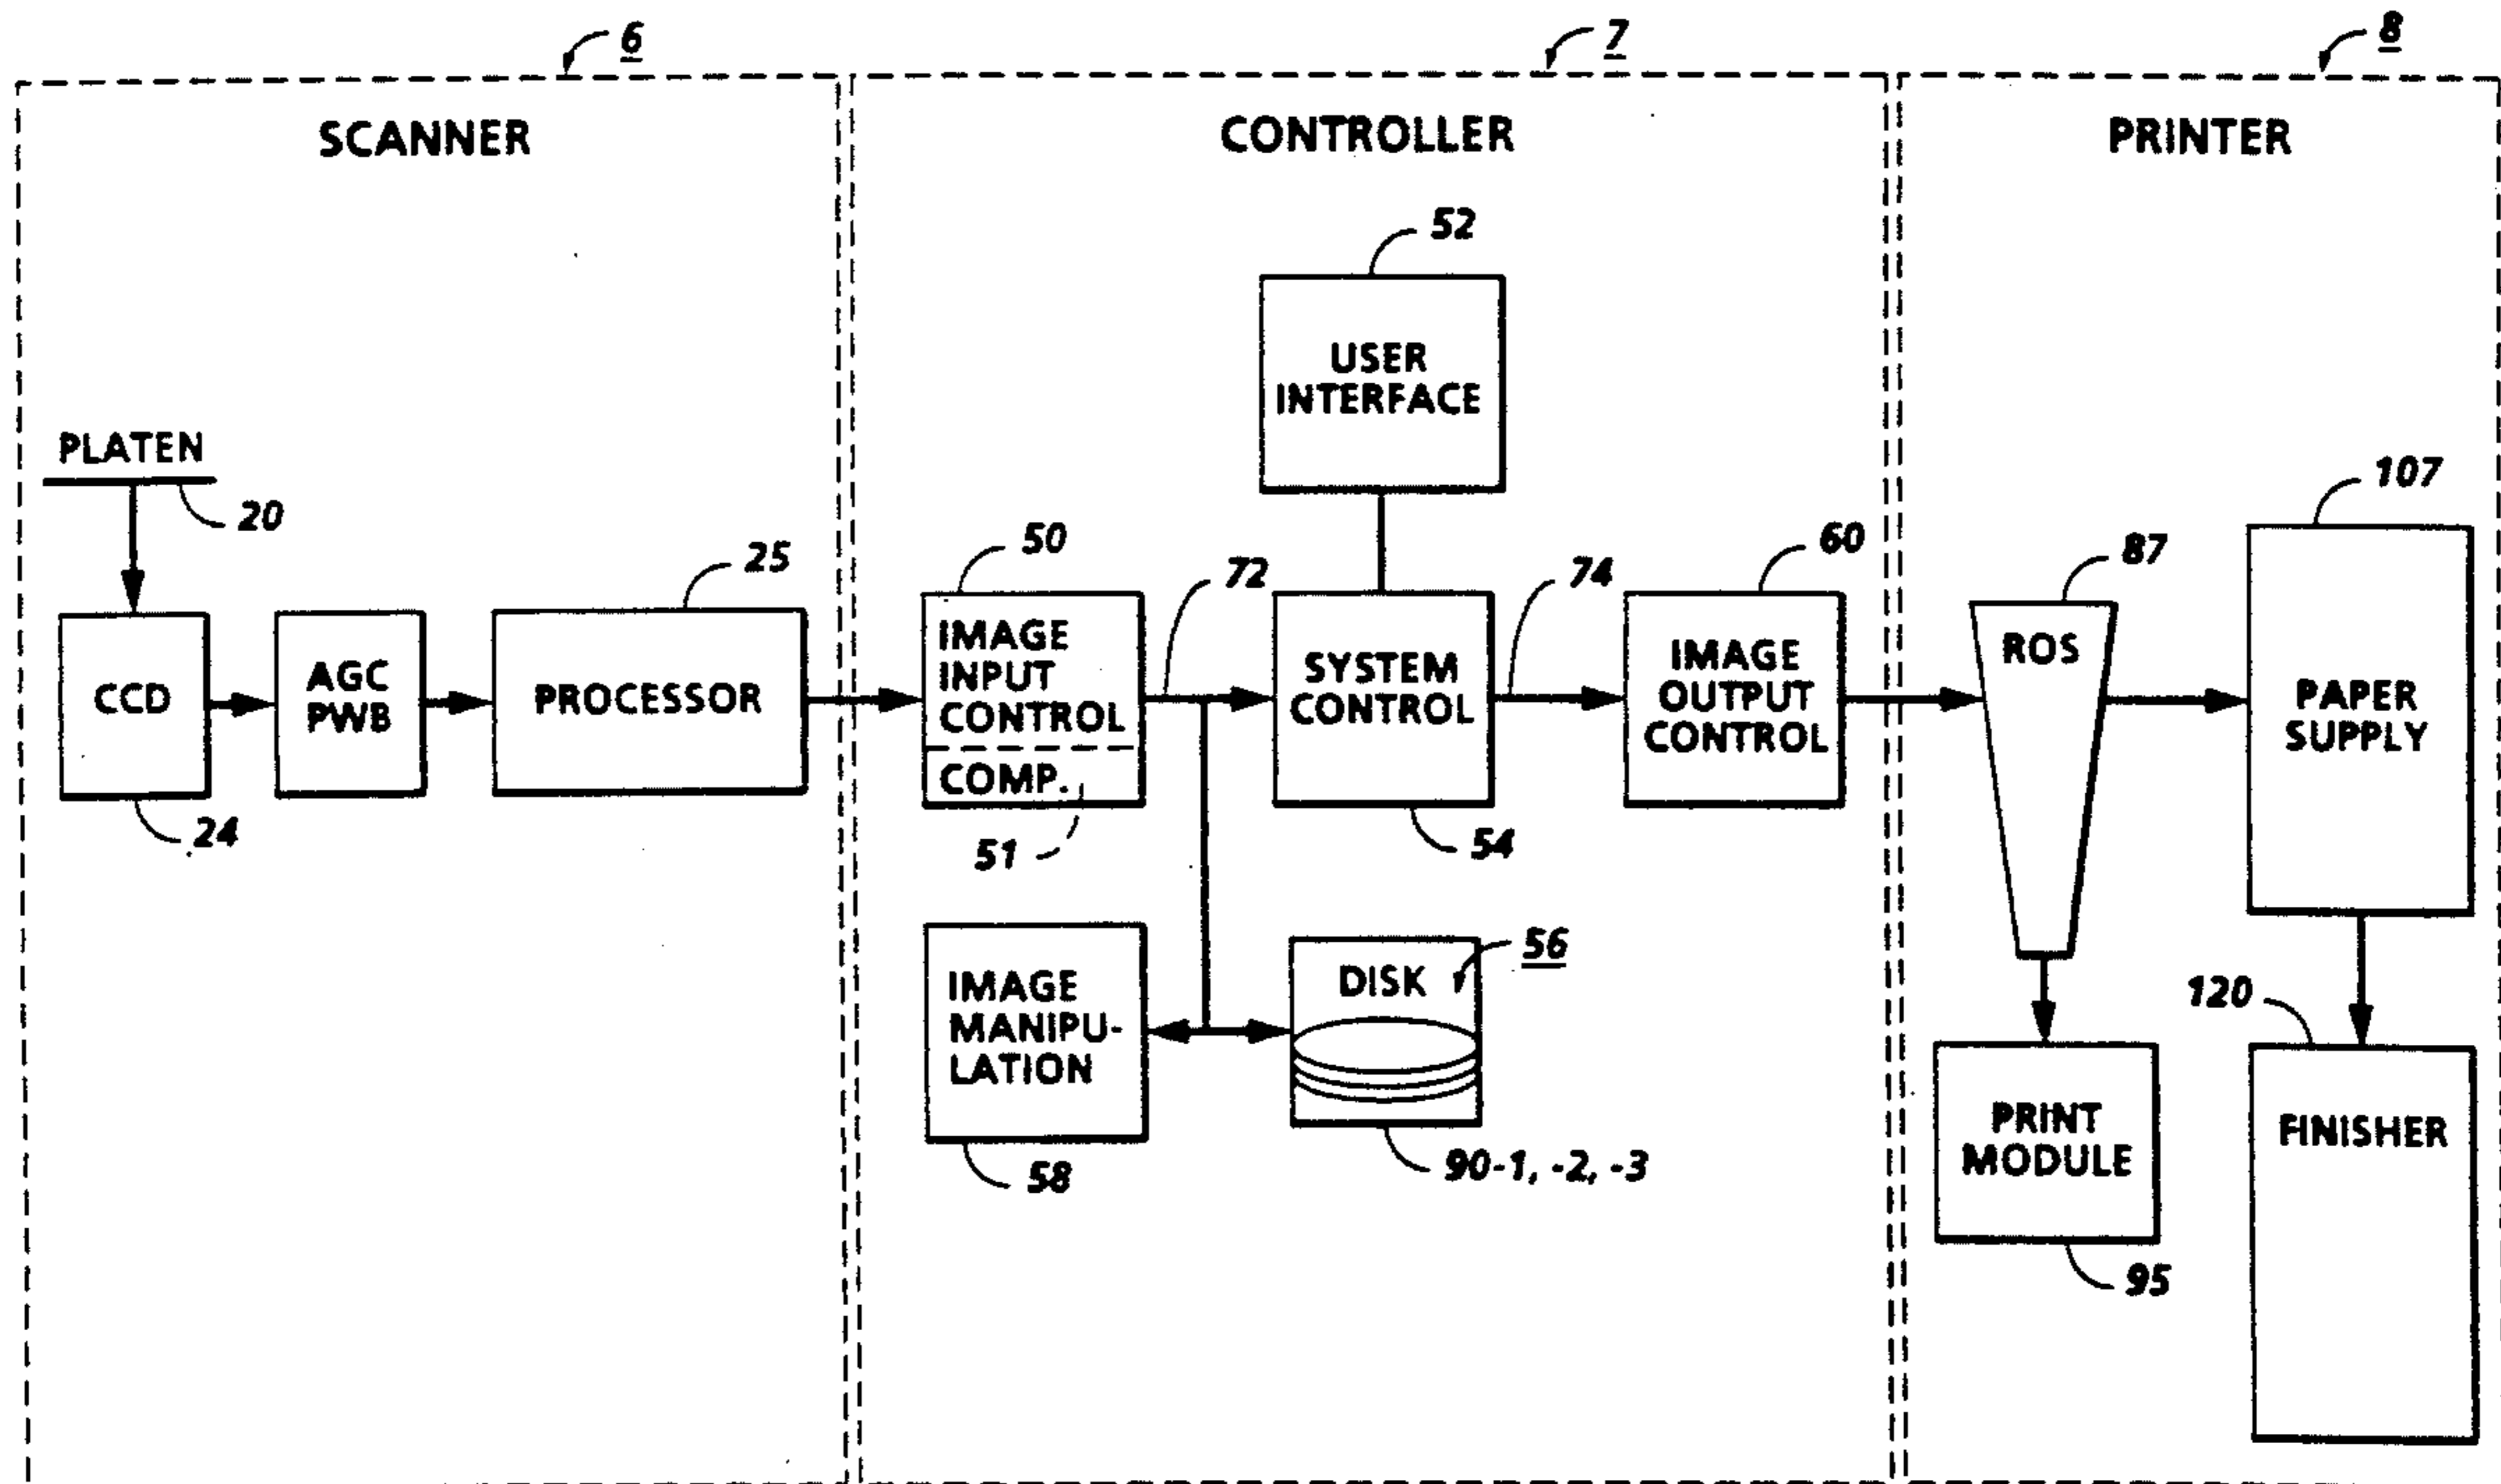 6
7
8
SCANNER
CONTROLLER
PRINTER
52
USER
INTERFACE
PLATEN
20
107
25
50
72
74
60
87
CCD
AGC
PWB
PROCESSOR
IMAGE
INPUT
CONTROL
COMP.
SYSTEM
CONTROL
IMAGE
OUTPUT
CONTROL
ROS
PAPER
SUPPLY
24
51
54
IMAGE
MANIPU-
LATION
DISK
56
120
58
90-1, -2, -3
PRINT
MODULE
FINISHER
95